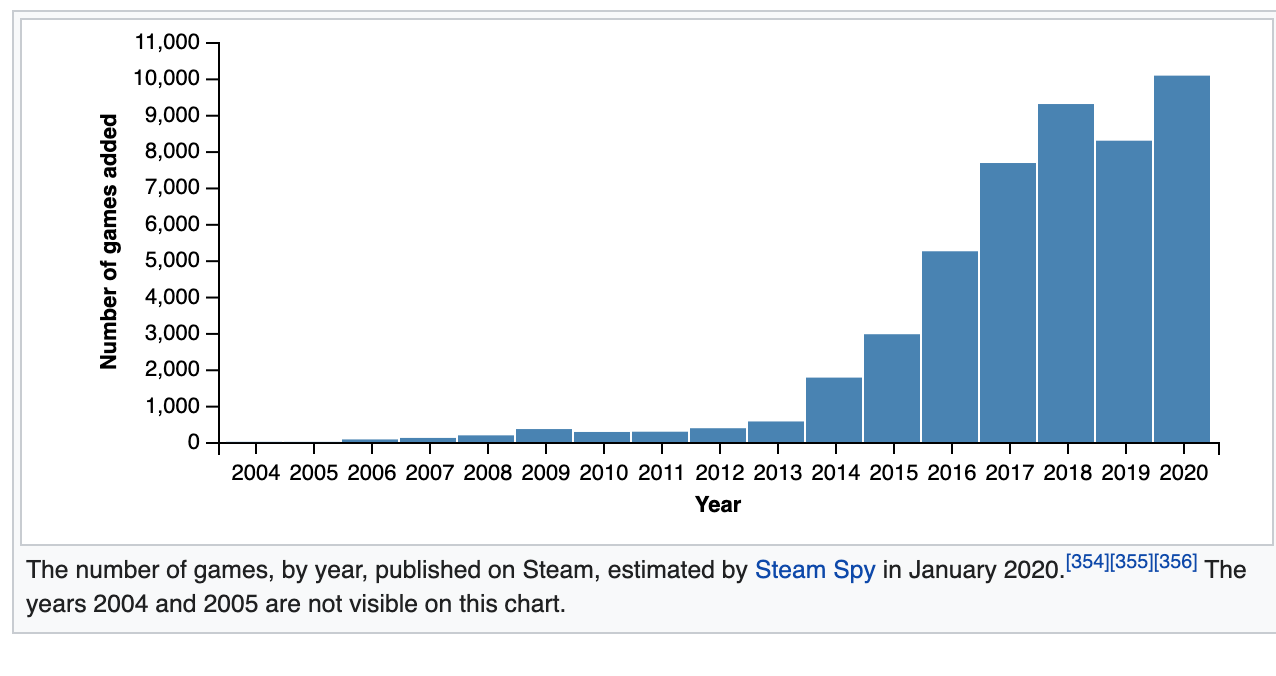 11,000
10,000
9,000
8,000
7,000
6,000
5,000
4,000
3,000
2,000
1,000
0
Number of games added
2004 2005 2006 2007 2008 2009 2010 2011 2012 2013 2014 2015 2016 2017 2018 2019 2020
Year
The number of games, by year, published on Steam, estimated by Steam Spy in January 2020.[354][355][356] The
years 2004 and 2005 are not visible on this chart.